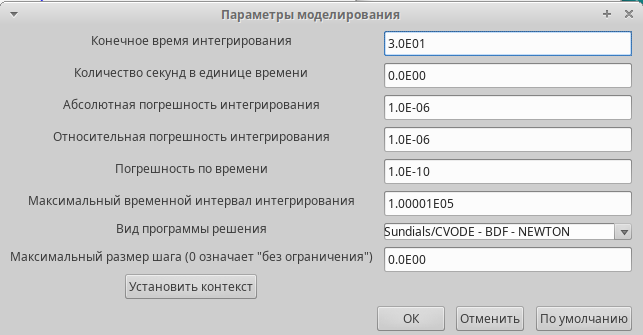 Параметры моделирования
Конечное время интегрирования 3.0E01
Количество секунд в единице времени 0.0E00
Абсолютная погрешность интегрирования 1.0E-06
Относительная погрешность интегрирования 1.0E-06
Погрешность по времени 1.0E-10
Максимальный временной интервал интегрирования 1.00001E05
Вид программы решения Sundials/CVODE - BDF - NEWTON
Максимальный размер шага (0 означает "без ограничения") 0.0E00
Установить контекст
ОК Отменить По умолчанию